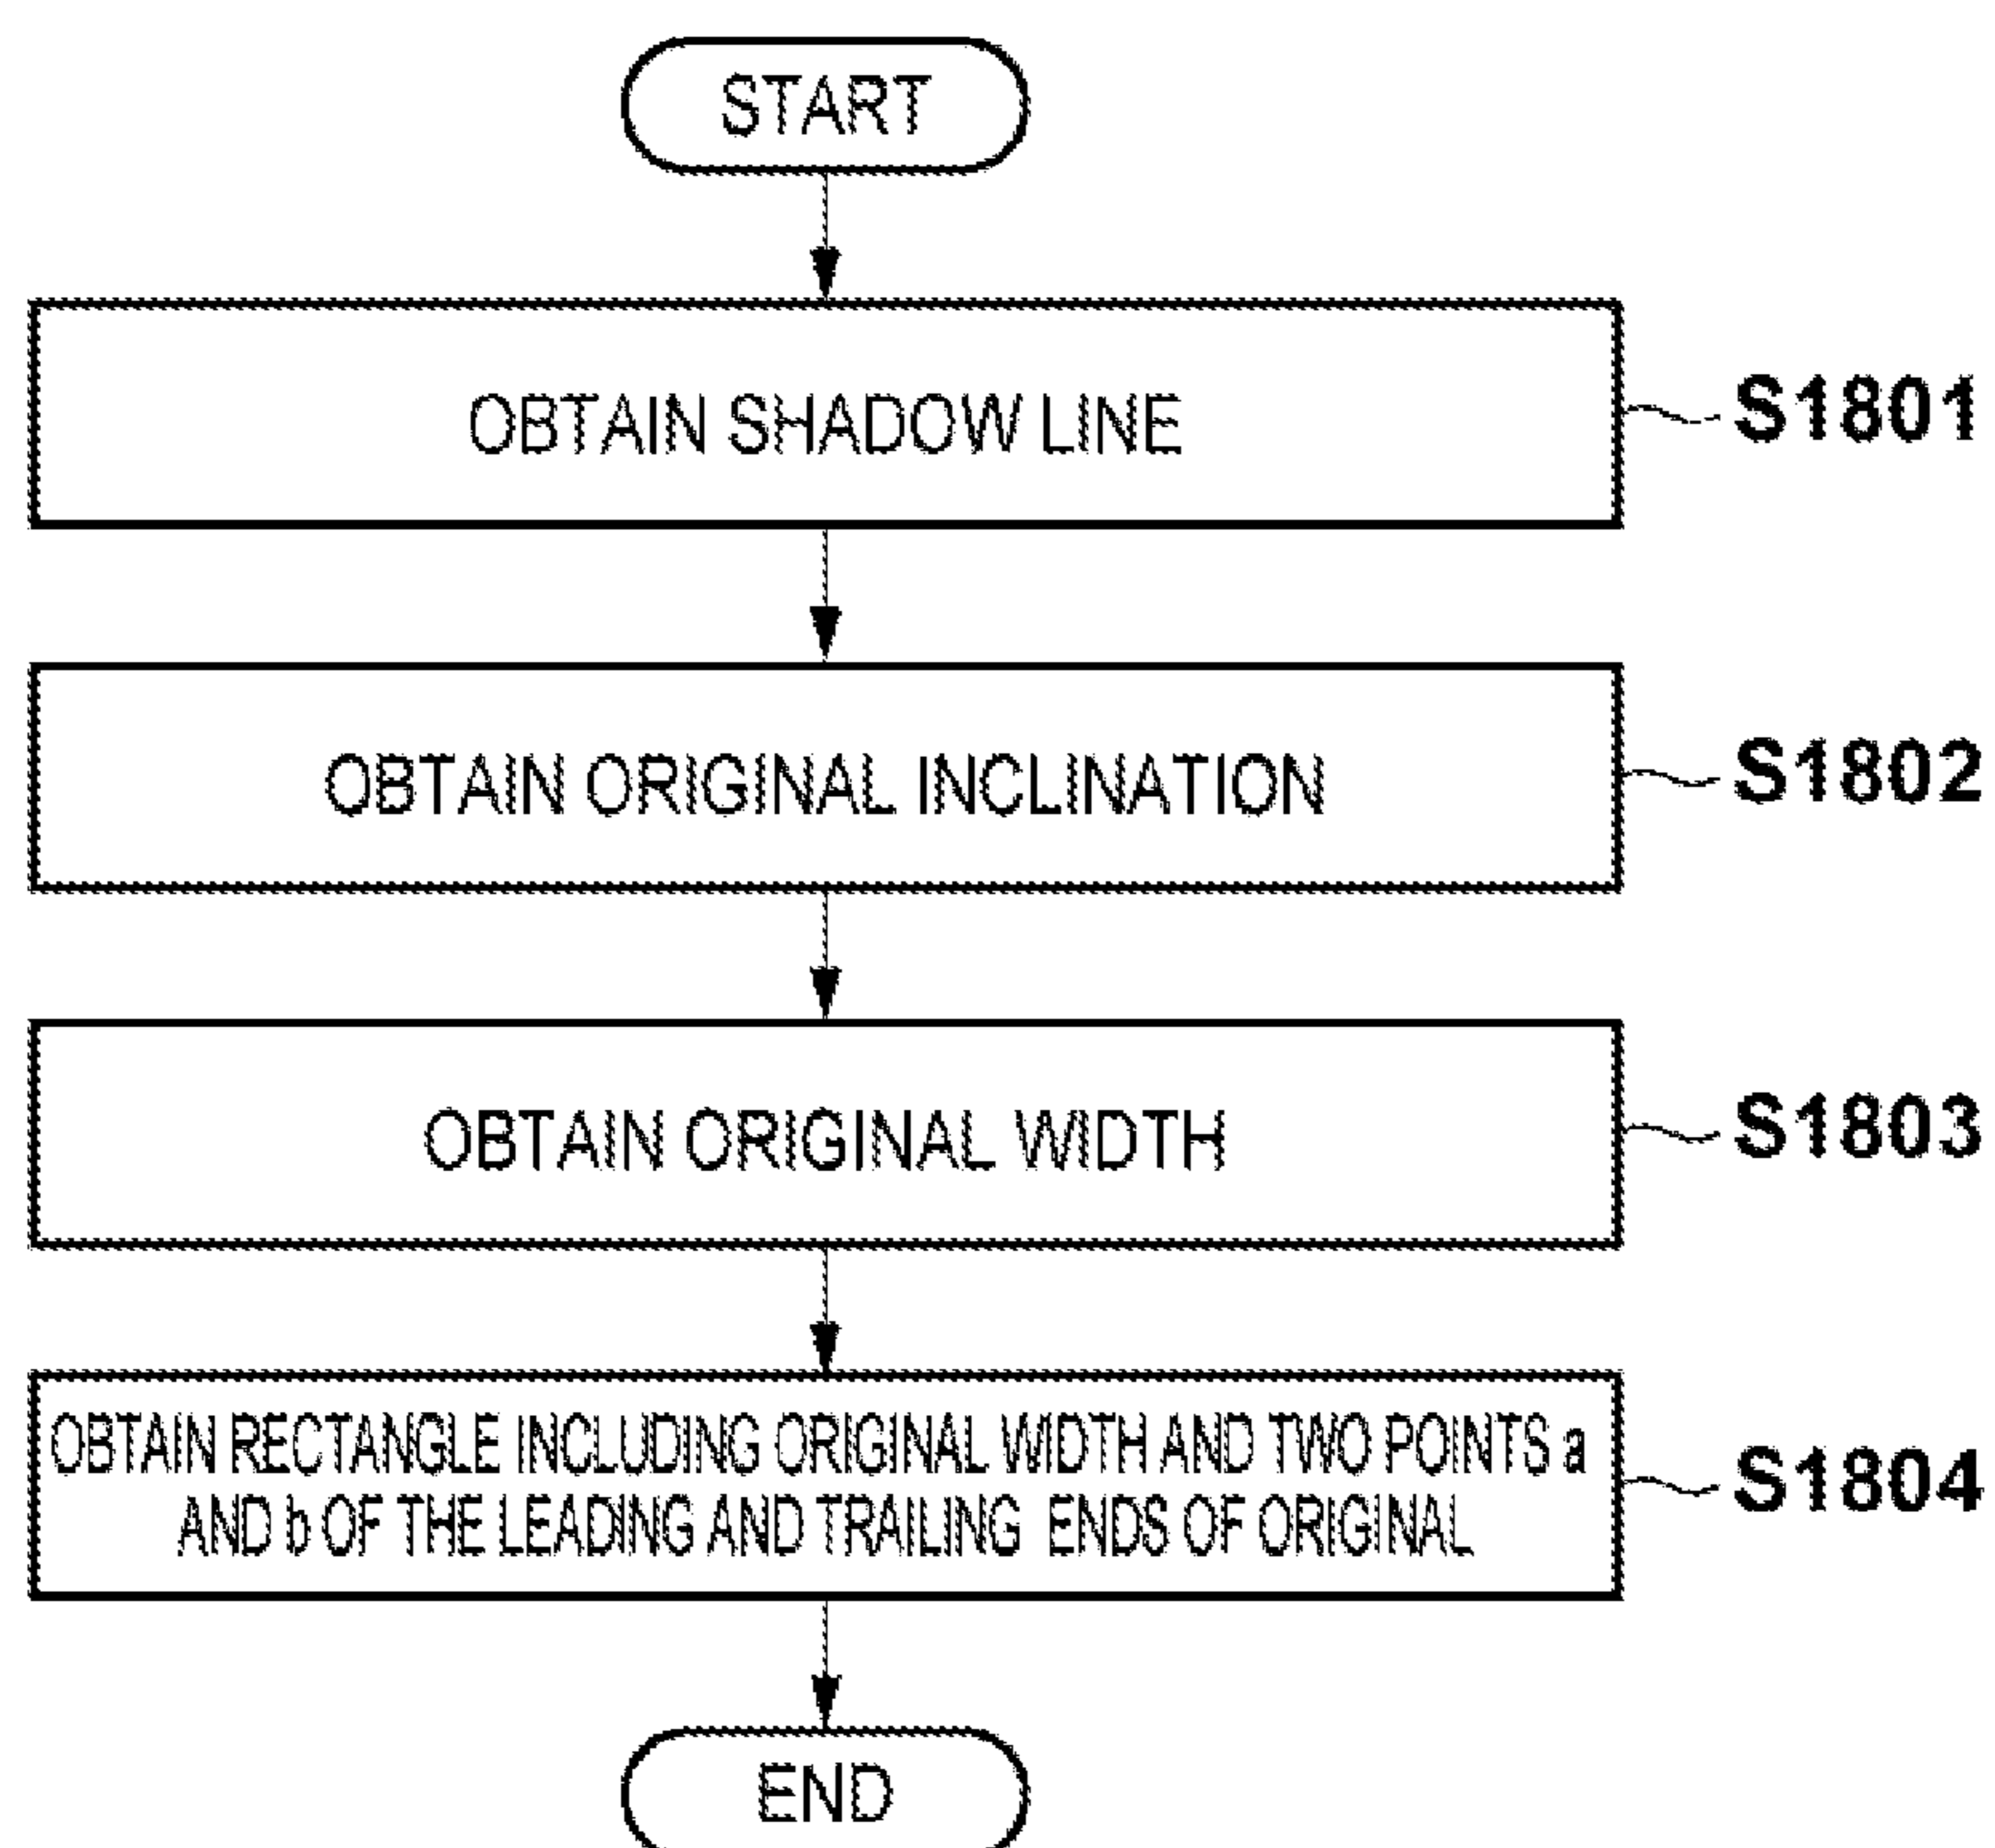 START
OBTAIN SHADOW LINE
S1801
OBTAIN ORIGINAL INCLINATION
S1802
OBTAIN ORIGINAL WIDTH
S1803
OBTAIN RECTANGLE INCLUDING ORIGINAL WIDTH AND TWO POINTS a
AND b OF THE LEADING AND TRAILING ENDS OF ORIGINAL
S1804
END